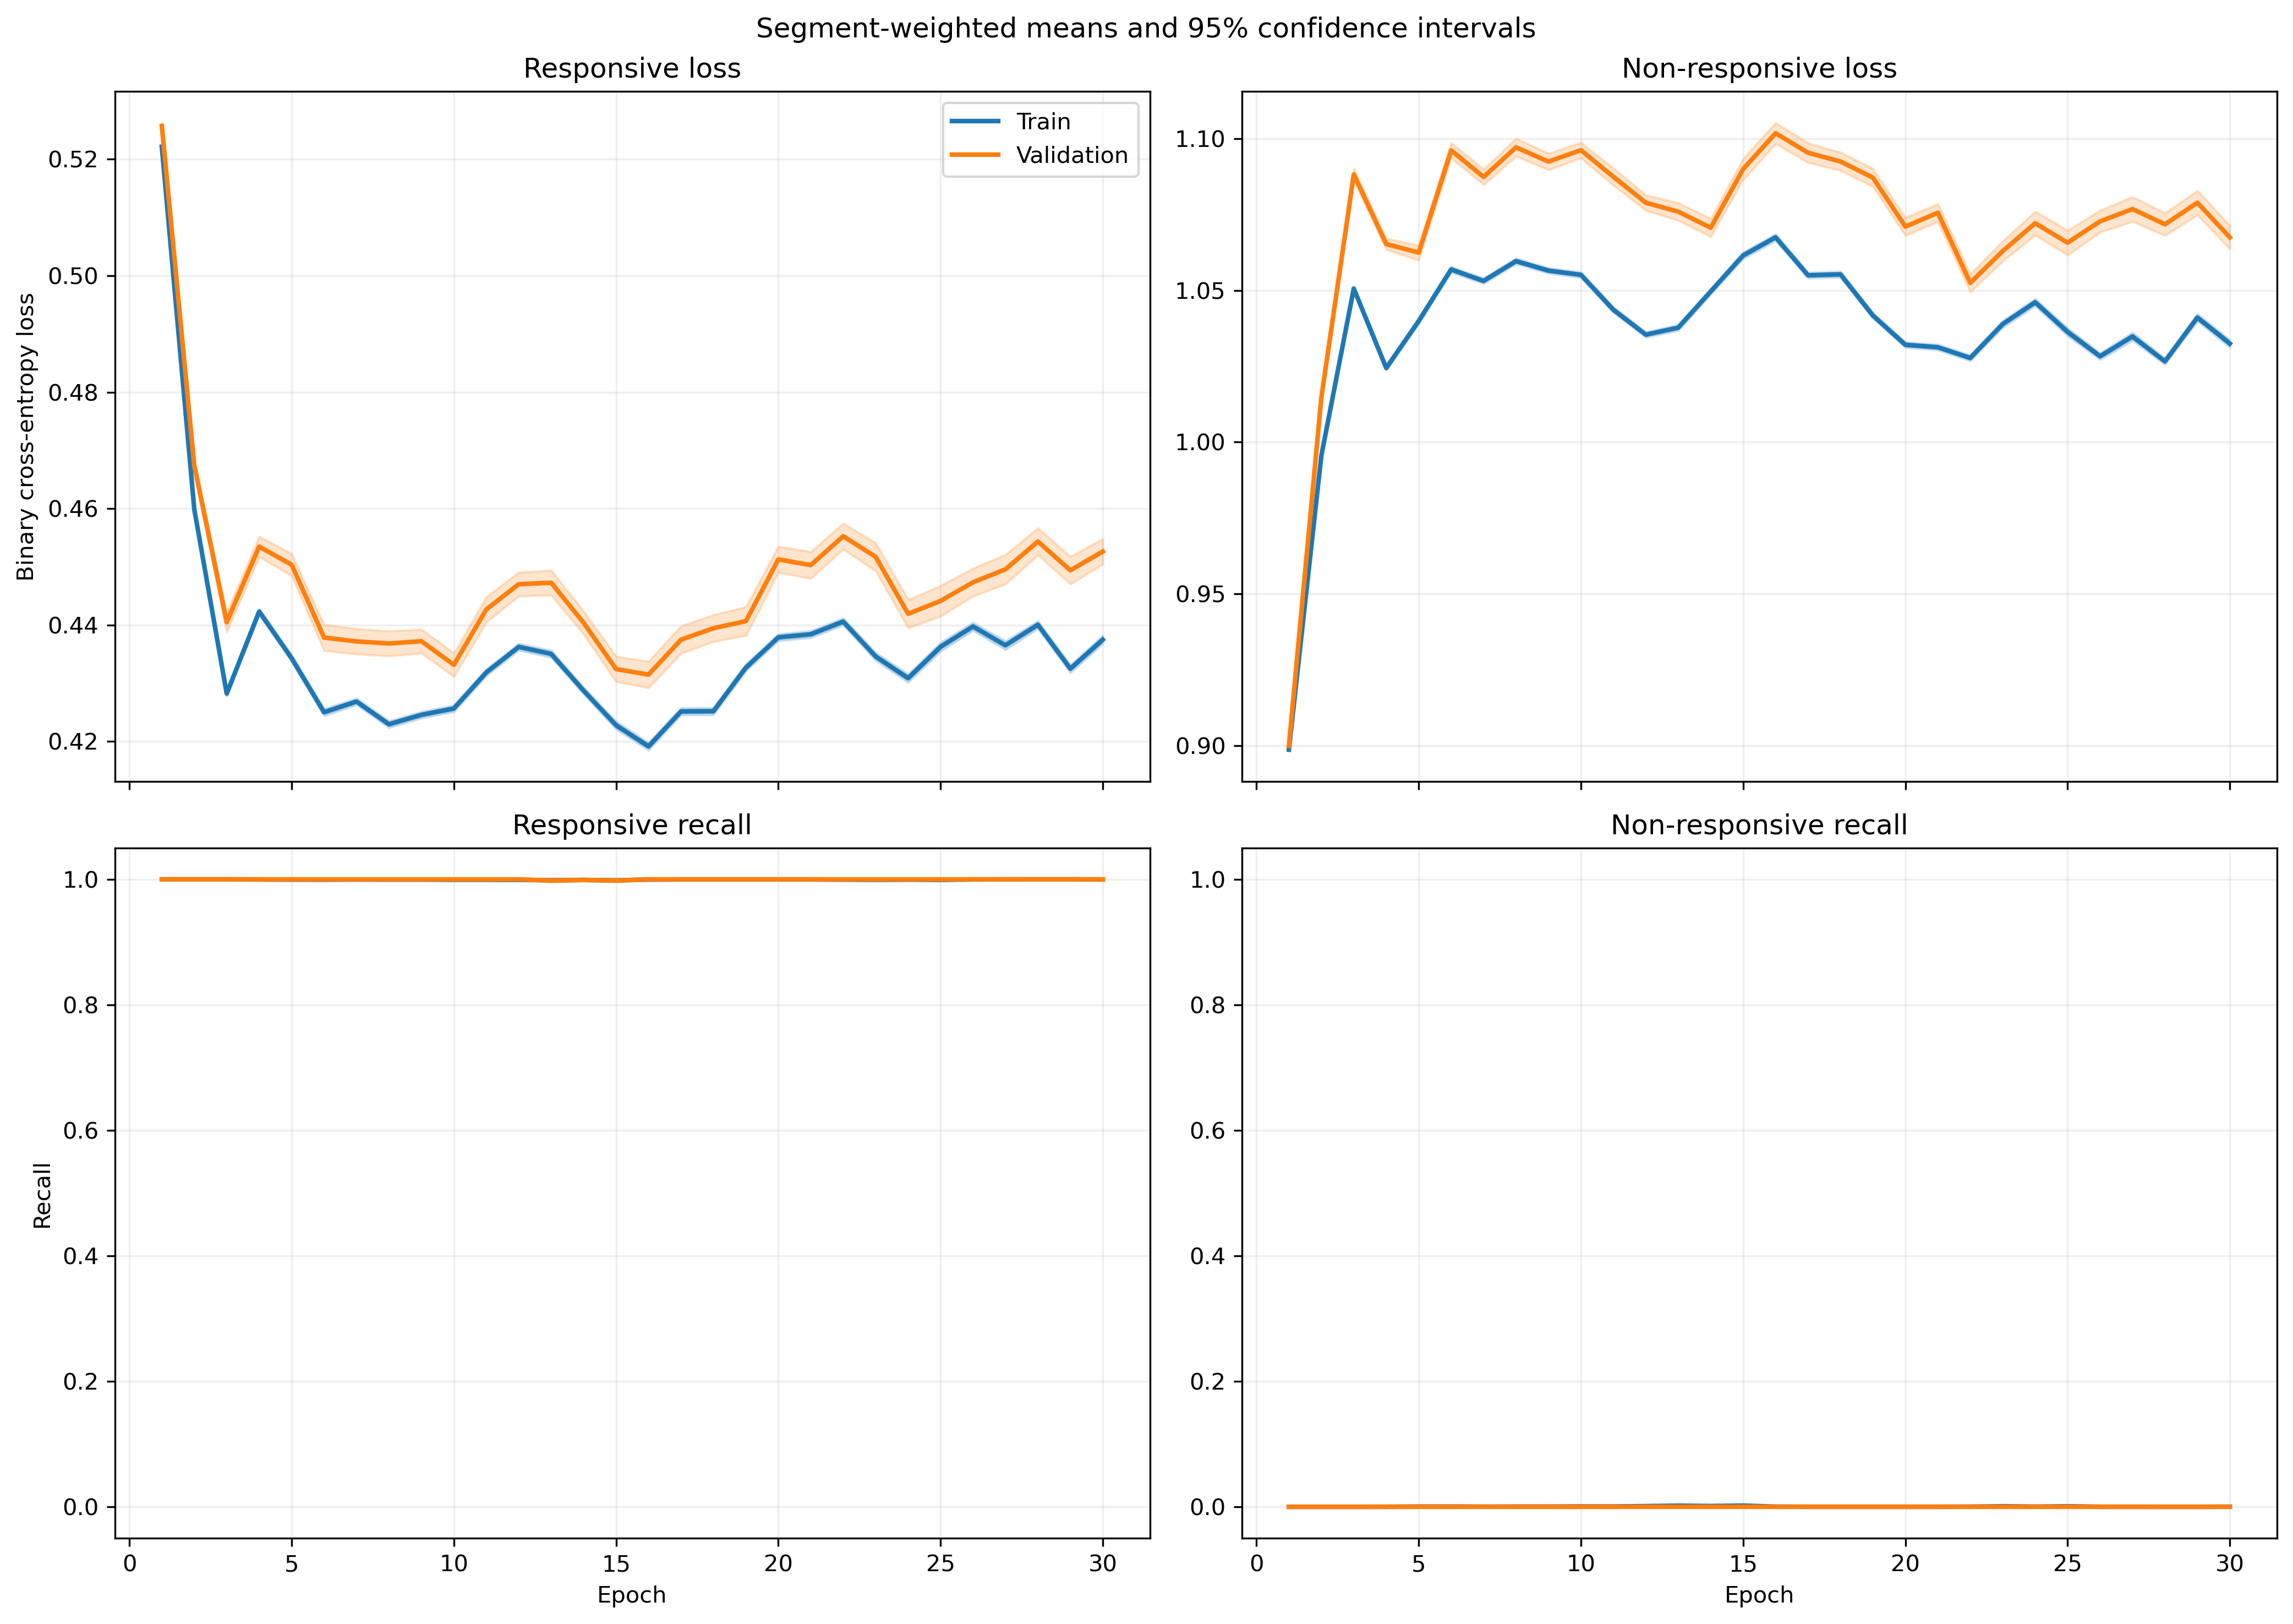 Segment-weighted means and 95% confidence intervals
Responsive loss
Non-responsive loss
Train
Validation
Binary cross-entropy loss
0.52
0.50
0.48
0.46
0.44
0.42
1.10
1.05
1.00
0.95
0.90
Responsive recall
Non-responsive recall
Recall
1.0
0.8
0.6
0.4
0.2
0.0
0 5 10 15 20 25 30
Epoch
1.0
0.8
0.6
0.4
0.2
0.0
0 5 10 15 20 25 30
Epoch